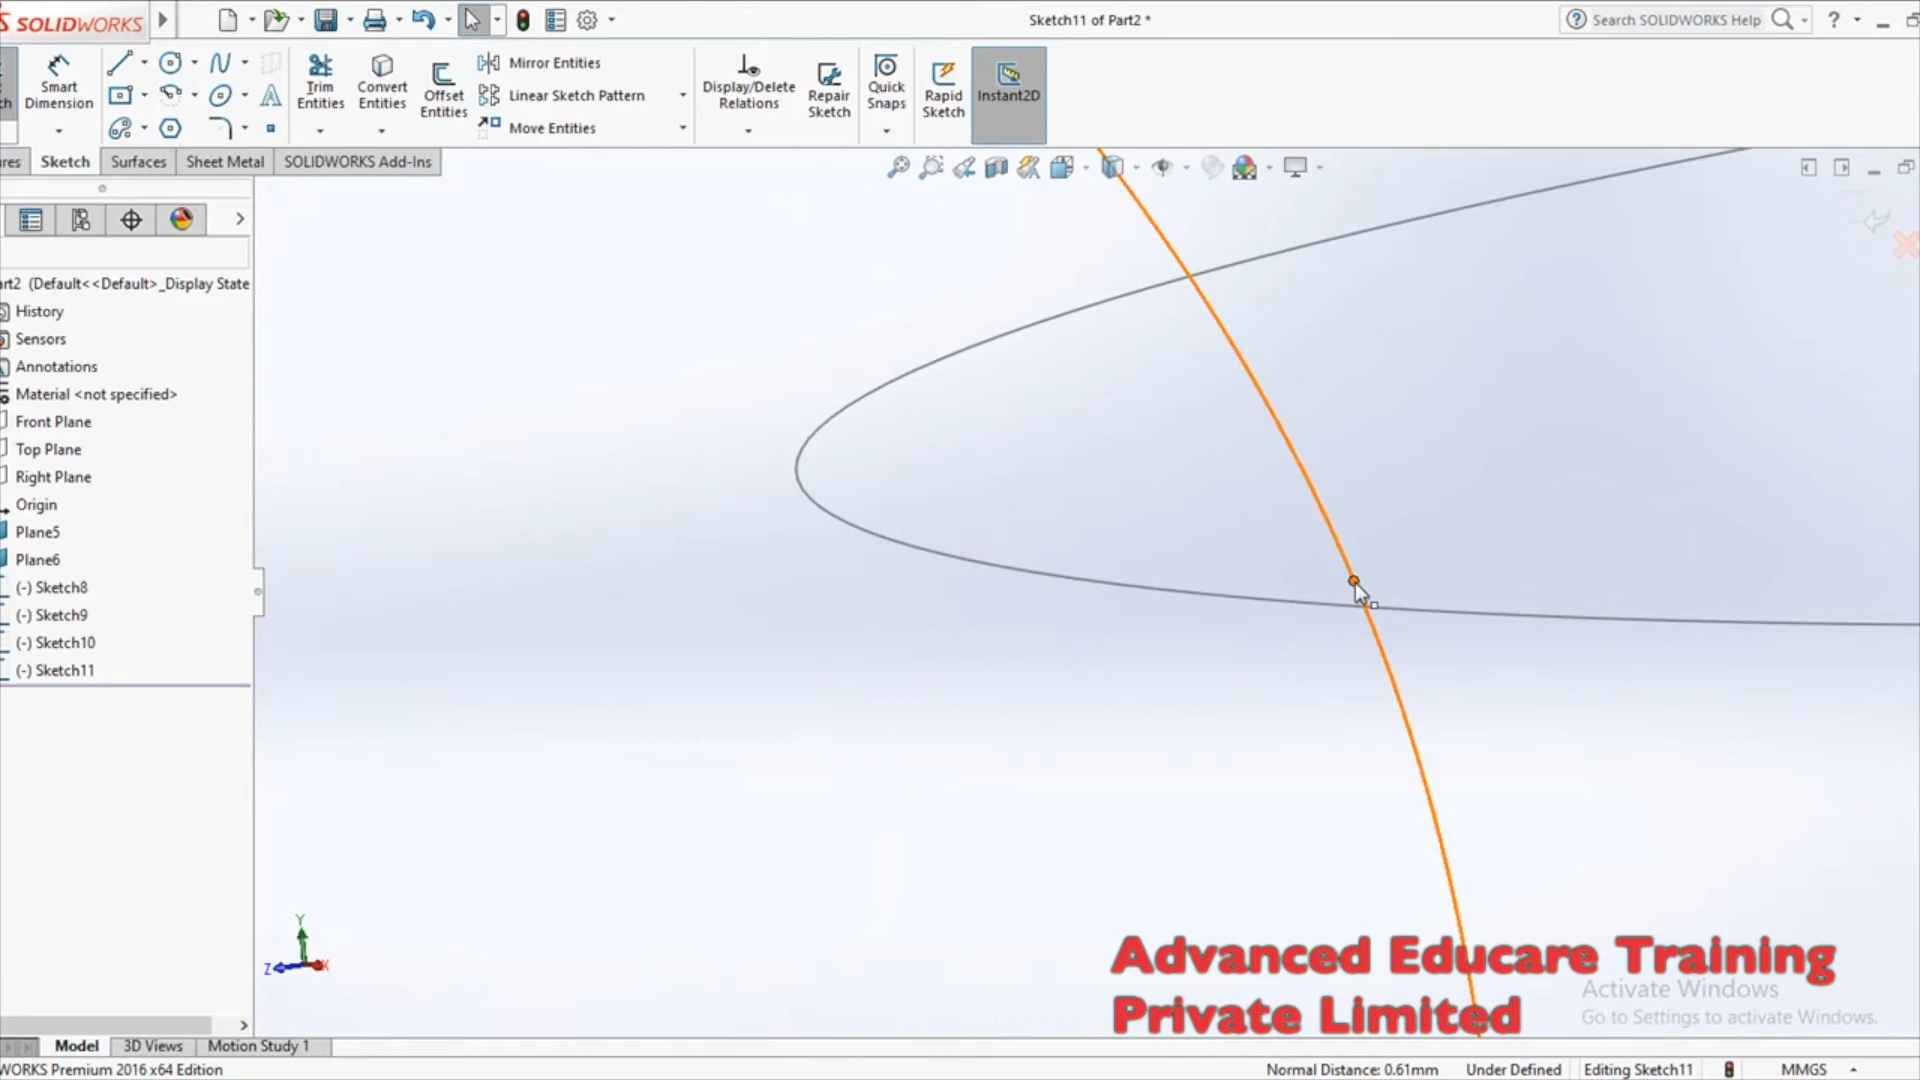 SOLIDWORKS
Sketch11 of Part2 *
Search SOLIDWORKS Help
?
Smart Dimension
Trim Entities
Convert Entities
Offset Entities
Mirror Entities
Linear Sketch Pattern
Move Entities
Display/Delete Relations
Repair Sketch
Quick Snaps
Rapid Sketch
Instant2D
res
Sketch
Surfaces
Sheet Metal
SOLIDWORKS Add-Ins
art2 (Default<<Default>_Display State
History
Sensors
Annotations
Material <not specified>
Front Plane
Top Plane
Right Plane
Origin
Plane5
Plane6
(-) Sketch8
(-) Sketch9
(-) Sketch10
(-) Sketch11
Y
Z
X
Advanced Educare Training
Private Limited
Activate Windows
Go to Settings to activate Windows.
Model
3D Views
Motion Study 1
WORKS Premium 2016 x64 Edition
Normal Distance: 0.61mm
Under Defined
Editing Sketch11
MMGS